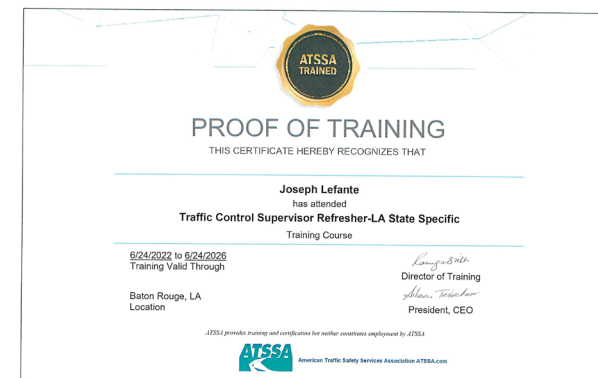 ATSSA
TRAINED
PROOF OF TRAINING
THIS CERTIFICATE HEREBY RECOGNIZES THAT
Joseph Lefante
has attended
Traffic Control Supervisor Refresher-LA State Specific
Training Course
6/24/2022 to 6/24/2026
Training Valid Through
Director of Training
Baton Rouge, LA
Location
President, CEO
ATSSA provides training and certification but neither constitutes employment by ATSSA.
ATSSA
American Traffic Safety Services Association ATSSA.com